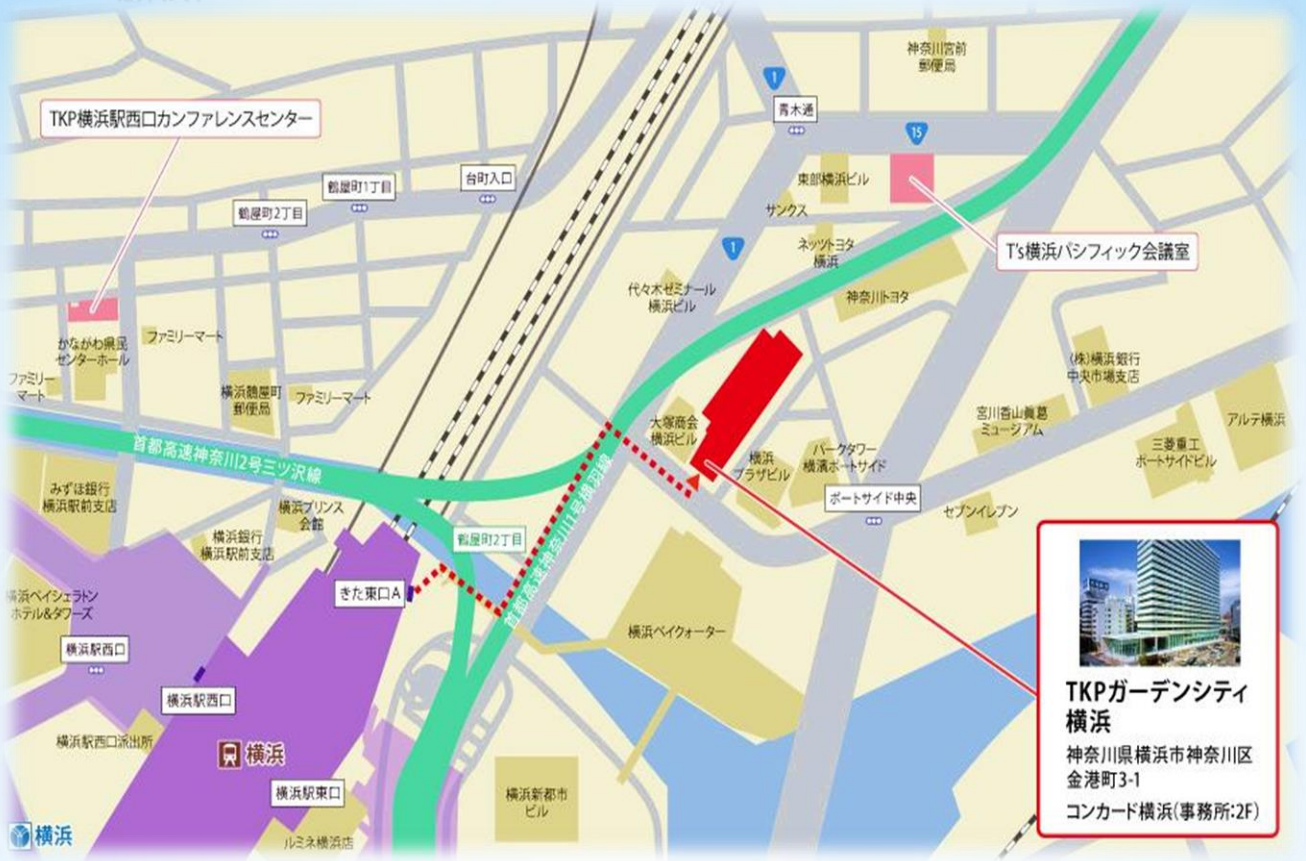 神奈川宮前
郵便局
1
青木通
15
TKP横浜駅西口カンファレンスセンター
台町入口
鶴屋町1丁目
鶴屋町2丁目
東部横浜ビル
サンクス
T's横浜パシフィック会議室
1
ネッツトヨタ
横浜
代々木ゼミナール
横浜ビル
神奈川トヨタ
かながわ県民
センターホール
ファミリーマート
ファミリー
マート
横浜鶴屋町
郵便局
ファミリーマート
(株)横浜銀行
中央市場支店
大塚商会
横浜ビル
宮川香山眞葛
ミュージアム
アルテ横浜
首都高速神奈川2号三ツ沢線
横浜
プラザビル
パークタワー
横濱ポートサイド
三菱重工
ポートサイドビル
みずほ銀行
横浜駅前支店
横浜プリンス
会館
首都高速神奈川1号横羽線
ポートサイド中央
セブンイレブン
横浜銀行
横浜駅前支店
鶴屋町2丁目
きた東口A
横浜ベイシェラトン
ホテル&タワーズ
横浜駅西口
横浜ベイクォーター
横浜駅西口
横浜駅西口派出所
横浜
横浜駅東口
横浜新都市
ビル
ルミネ横浜店
横浜
TKPガーデンシティ
横浜
神奈川県横浜市神奈川区
金港町3-1
コンカード横浜(事務所:2F)